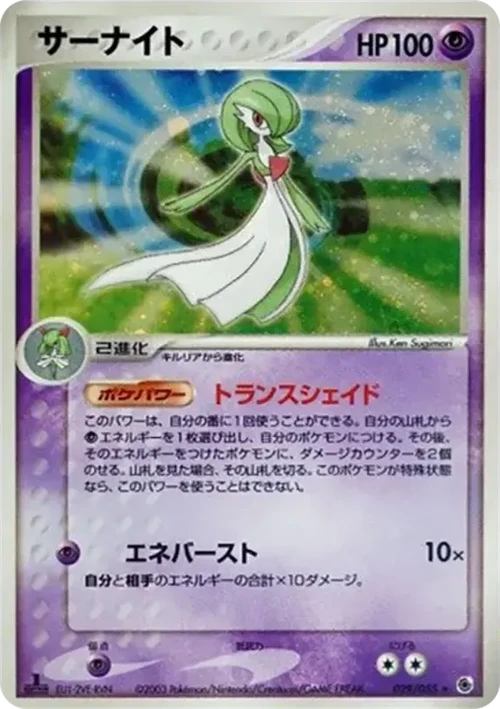 サーナイト HP100
Illus.Ken Sugimori
2進化 キルリアから進化
ポケパワー トランスシェイド
このパワーは、自分の番に1回使うことができる。自分の山札から
エネルギーを1枚選び出し、自分のポケモンにつける。その後、
そのエネルギーをつけたポケモンに、ダメージカウンターを2個
のせる。山札を見た場合、その山札を切る。このポケモンが特殊状態
なら、このパワーを使うことはできない。
エネバースト 10×
自分と相手のエネルギーの合計×10ダメージ。
弱点 抵抗力 にげる
1
©2003 Pokémon/Nintendo/Creatures/GAME FREAK. 029/055 ★